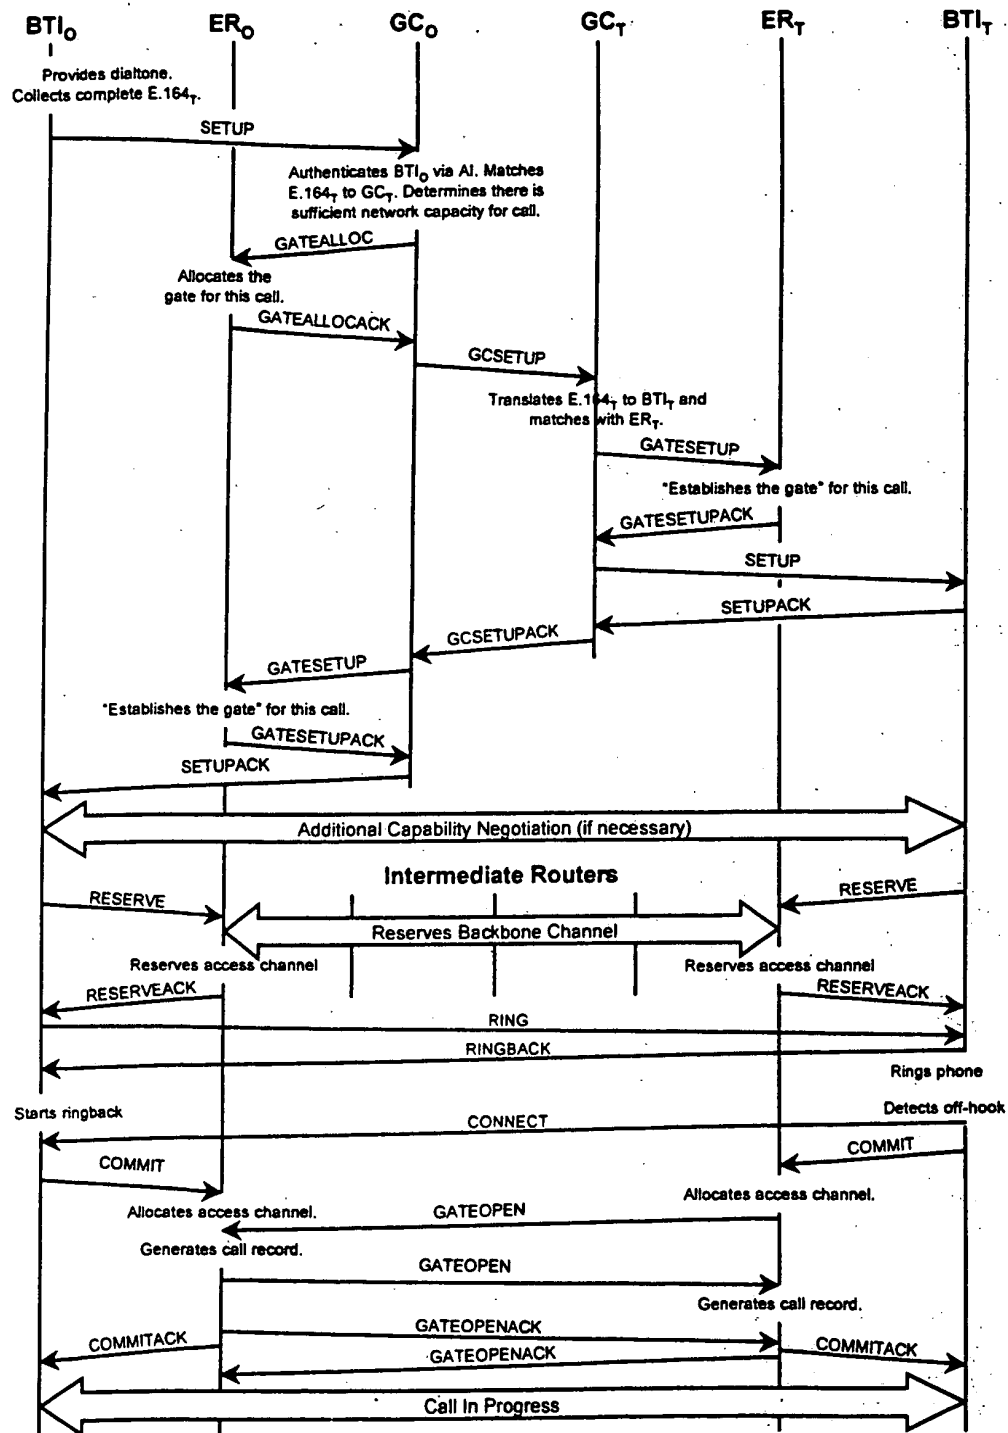 BTIO ERO GCO GCT ERT BTIT
Provides dialtone.
Collects complete E.164T.
SETUP
Authenticates BTIO via AI. Matches
E.164T to GCT. Determines there is
sufficient network capacity for call.
GATEALLOC
Allocates the
gate for this call.
GATEALLOCACK
GCSETUP
Translates E.164T to BTIT and
matches with ERT.
GATESETUP
"Establishes the gate" for this call.
GATESETUPACK
SETUP
SETUPACK
GCSETUPACK
GATESETUP
"Establishes the gate" for this call.
GATESETUPACK
SETUPACK
Additional Capability Negotiation (if necessary)
Intermediate Routers
RESERVE
RESERVE
Reserves Backbone Channel
Reserves access channel
Reserves access channel
RESERVEACK
RESERVEACK
RING
RINGBACK
Rings phone
Starts ringback
Detects off-hook
CONNECT
COMMIT
COMMIT
Allocates access channel.
Allocates access channel.
GATEOPEN
Generates call record.
GATEOPEN
Generates call record.
GATEOPENACK
COMMITACK
GATEOPENACK
COMMITACK
Call In Progress